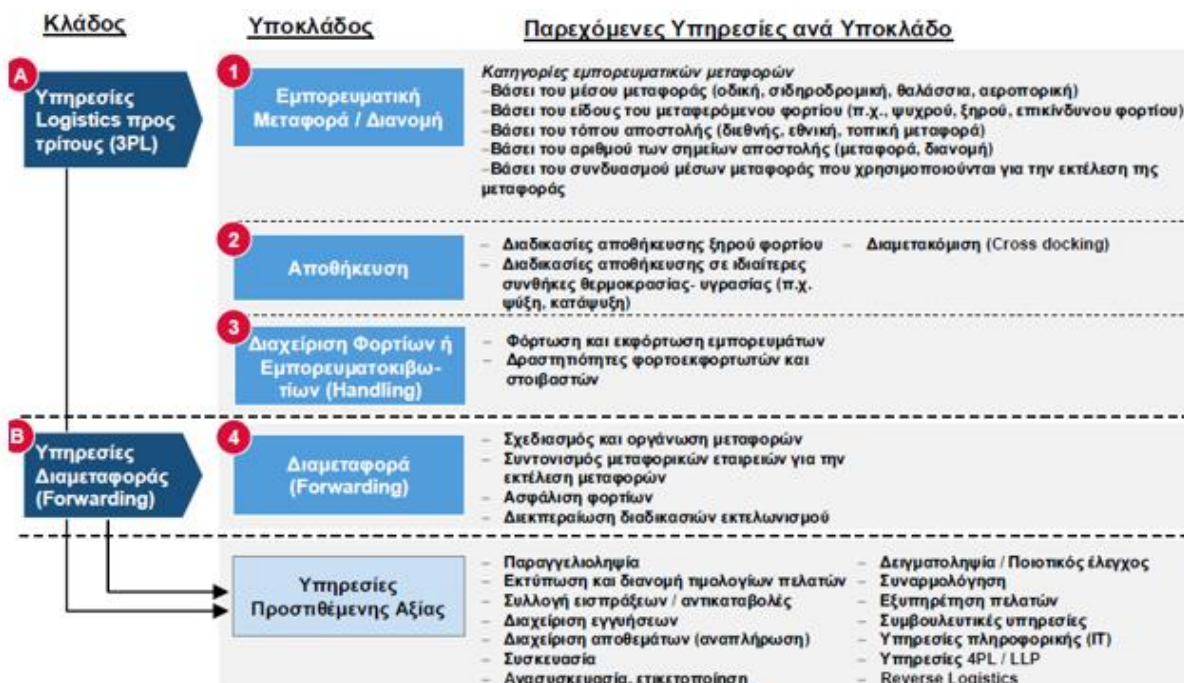 Κλάδος
Υποκλάδος
Παρεχόμενες Υπηρεσίες ανά Υποκλάδο
A
Υπηρεσίες
Logistics προς
τρίτους (3PL)
1
Εμπορευματική
Μεταφορά / Διανομή
Κατηγορίες εμπορευματικών μεταφορών
–Βάσει του μέσου μεταφοράς (οδική, σιδηροδρομική, θαλάσσια, αεροπορική)
–Βάσει του είδους του μεταφερόμενου φορτίου (π.χ., ψυχρού, ξηρού, επικίνδυνου φορτίου)
–Βάσει του τόπου αποστολής (διεθνής, εθνική, τοπική μεταφορά)
–Βάσει του αριθμού των σημείων αποστολής (μεταφορά, διανομή)
–Βάσει του συνδυασμού μέσων μεταφοράς που χρησιμοποιούνται για την εκτέλεση της
μεταφοράς
2
Αποθήκευση
– Διαδικασίες αποθήκευσης ξηρού φορτίου
– Διαδικασίες αποθήκευσης σε ιδιαίτερες
συνθήκες θερμοκρασίας- υγρασίας (π.χ.
ψύξη, κατάψυξη)
– Διαμετακόμιση (Cross docking)
3
Διαχείριση Φορτίων ή
Εμπορευματοκιβω-
τίων (Handling)
– Φόρτωση και εκφόρτωση εμπορευμάτων
– Δραστητιότητες φορτοεκφορτωτών και
στοιβαστών
B
Υπηρεσίες
Διαμεταφοράς
(Forwarding)
4
Διαμεταφορά
(Forwarding)
– Σχεδιασμός και οργάνωση μεταφορών
– Συντονισμός μεταφορικών εταιρειών για την
εκτέλεση μεταφορών
– Ασφάλιση φορτίων
– Διεκπεραίωση διαδικασιών εκτελωνισμού
Υπηρεσίες
Προστιθέμενης Αξίας
– Παραγγελιοληψία
– Εκτύπωση και διανομή τιμολογίων πελατών
– Συλλογή εισπράξεων / αντικαταβολές
– Διαχείριση εγγυήσεων
– Διαχείριση αποθεμάτων (αναπλήρωση)
– Συσκευασία
– Ανασυσκευασία, ετικετοποίηση
– Δειγματοληψία / Ποιοτικός έλεγχος
– Συναρμολόγηση
– Εξυπηρέτηση πελατών
– Συμβουλευτικές υπηρεσίες
– Υπηρεσίες πληροφορικής (IT)
– Υπηρεσίες 4PL / LLP
– Reverse Logistics